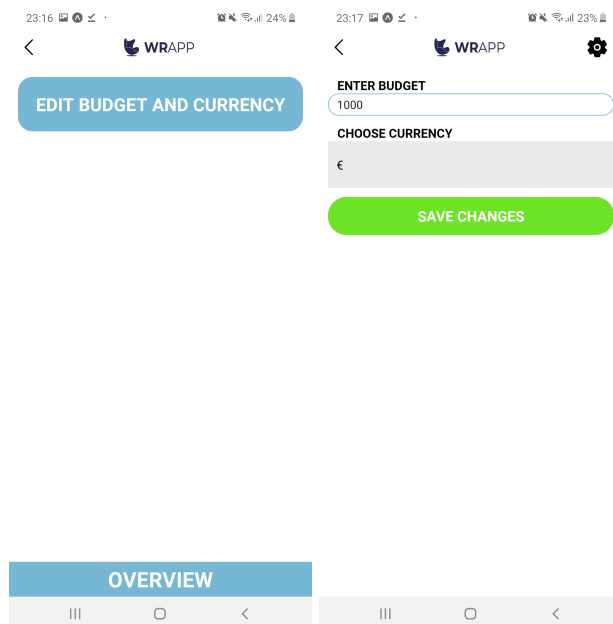 23:16
24%
WRAPP
EDIT BUDGET AND CURRENCY
OVERVIEW
23:17
23%
WRAPP
ENTER BUDGET
1000
CHOOSE CURRENCY
€
SAVE CHANGES